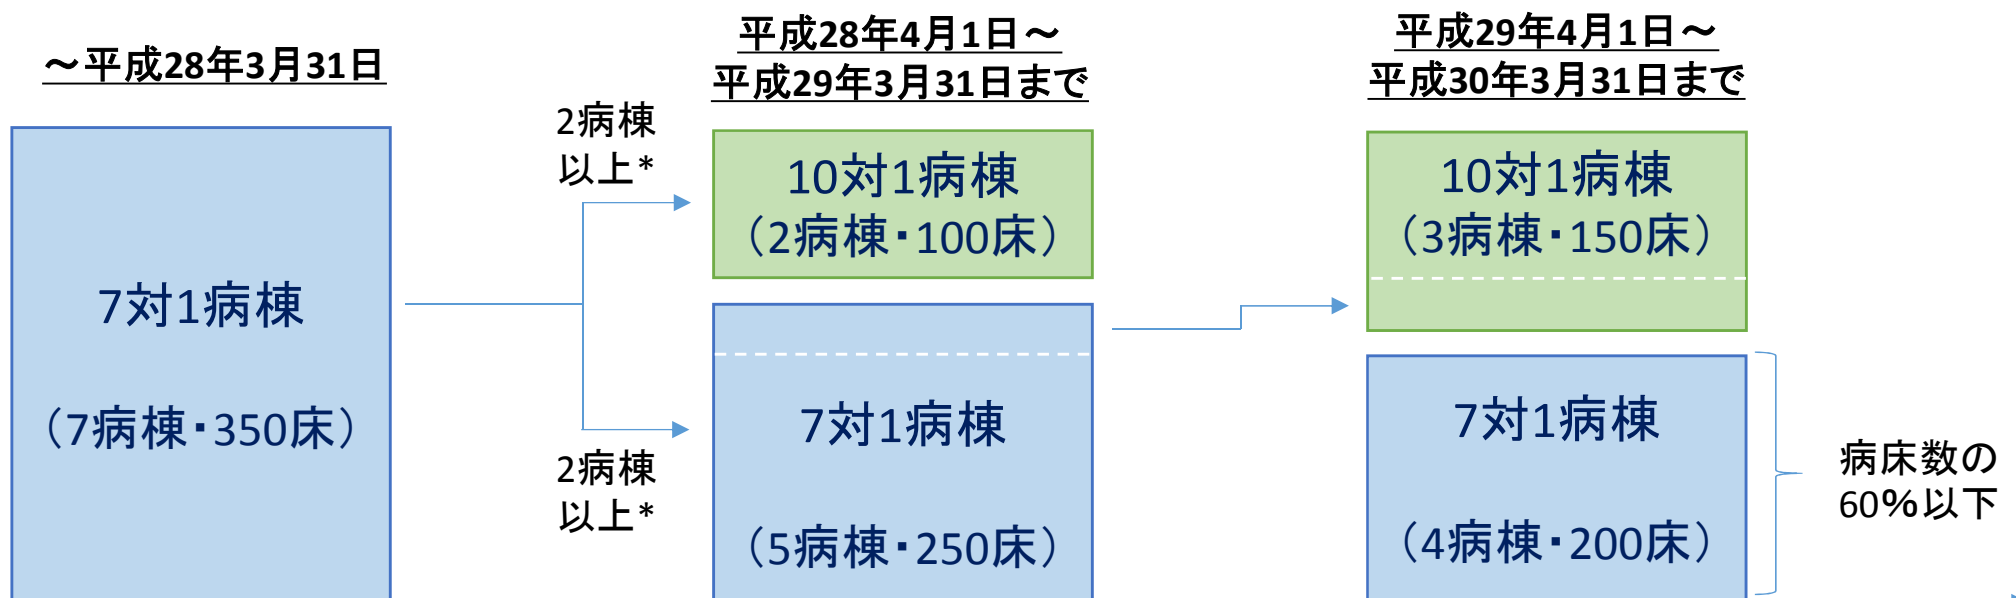 ～平成28年3月31日
7対1病棟
（7病棟・350床）
2病棟
以上*
2病棟
以上*
平成28年4月1日～
平成29年3月31日まで
10対1病棟
（2病棟・100床）
7対1病棟
（5病棟・250床）
平成29年4月1日～
平成30年3月31日まで
10対1病棟
（3病棟・150床）
7対1病棟
（4病棟・200床）
病床数の
60%以下